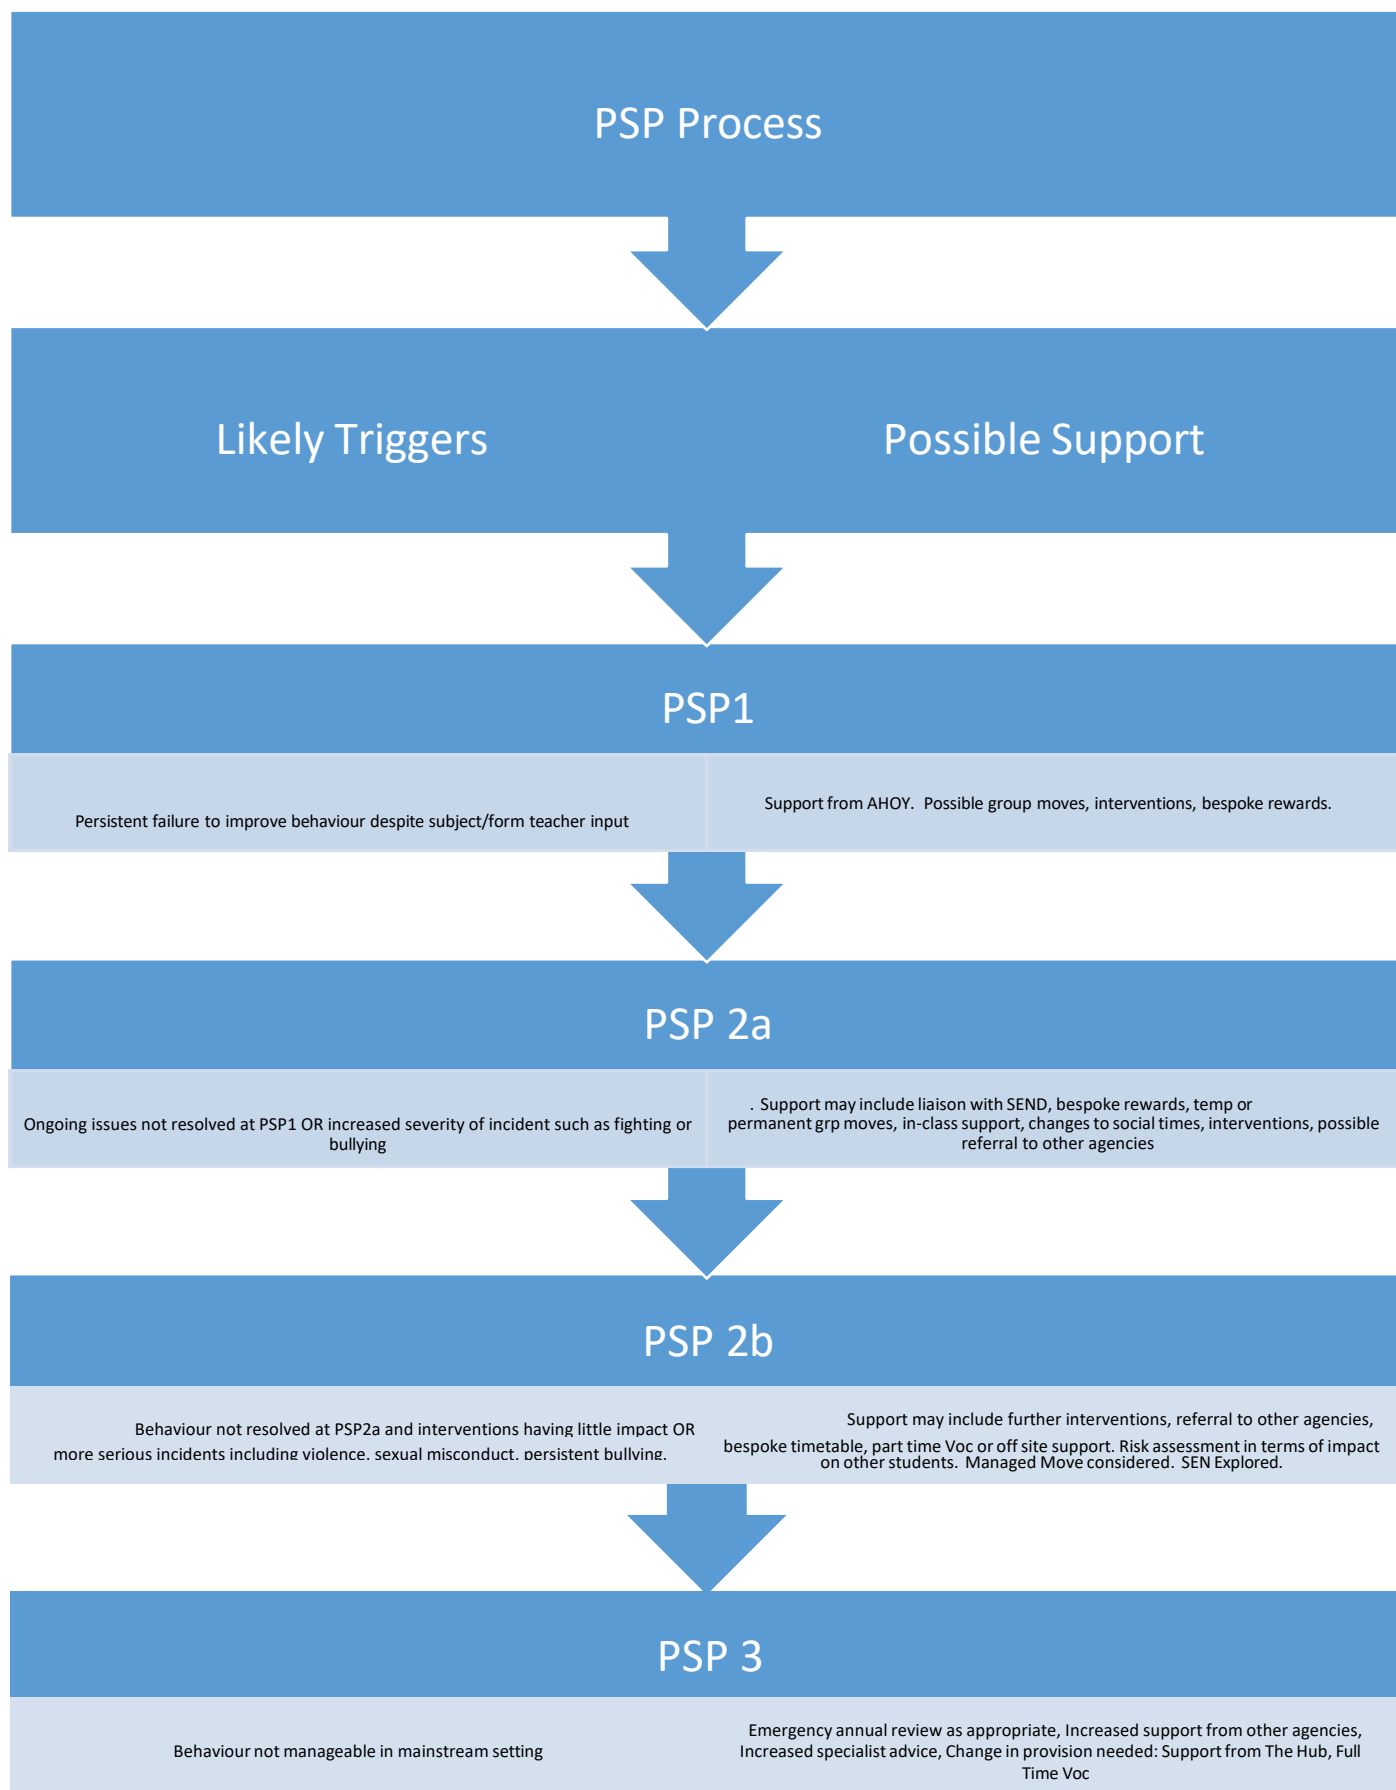 PSP Process
Likely Triggers
Possible Support
PSP1
Persistent failure to improve behaviour despite subject/form teacher input
Support from AHOY. Possible group moves, interventions, bespoke rewards.
PSP 2a
Ongoing issues not resolved at PSP1 OR increased severity of incident such as fighting or
bullying
. Support may include liaison with SEND, bespoke rewards, temp or
permanent grp moves, in-class support, changes to social times, interventions, possible
referral to other agencies
PSP 2b
Behaviour not resolved at PSP2a and interventions having little impact OR
more serious incidents including violence, sexual misconduct, persistent bullying.
Support may include further interventions, referral to other agencies,
bespoke timetable, part time Voc or off site support. Risk assessment in terms of impact
on other students. Managed Move considered. SEN Explored.
PSP 3
Behaviour not manageable in mainstream setting
Emergency annual review as appropriate, Increased support from other agencies,
Increased specialist advice, Change in provision needed: Support from The Hub, Full
Time Voc